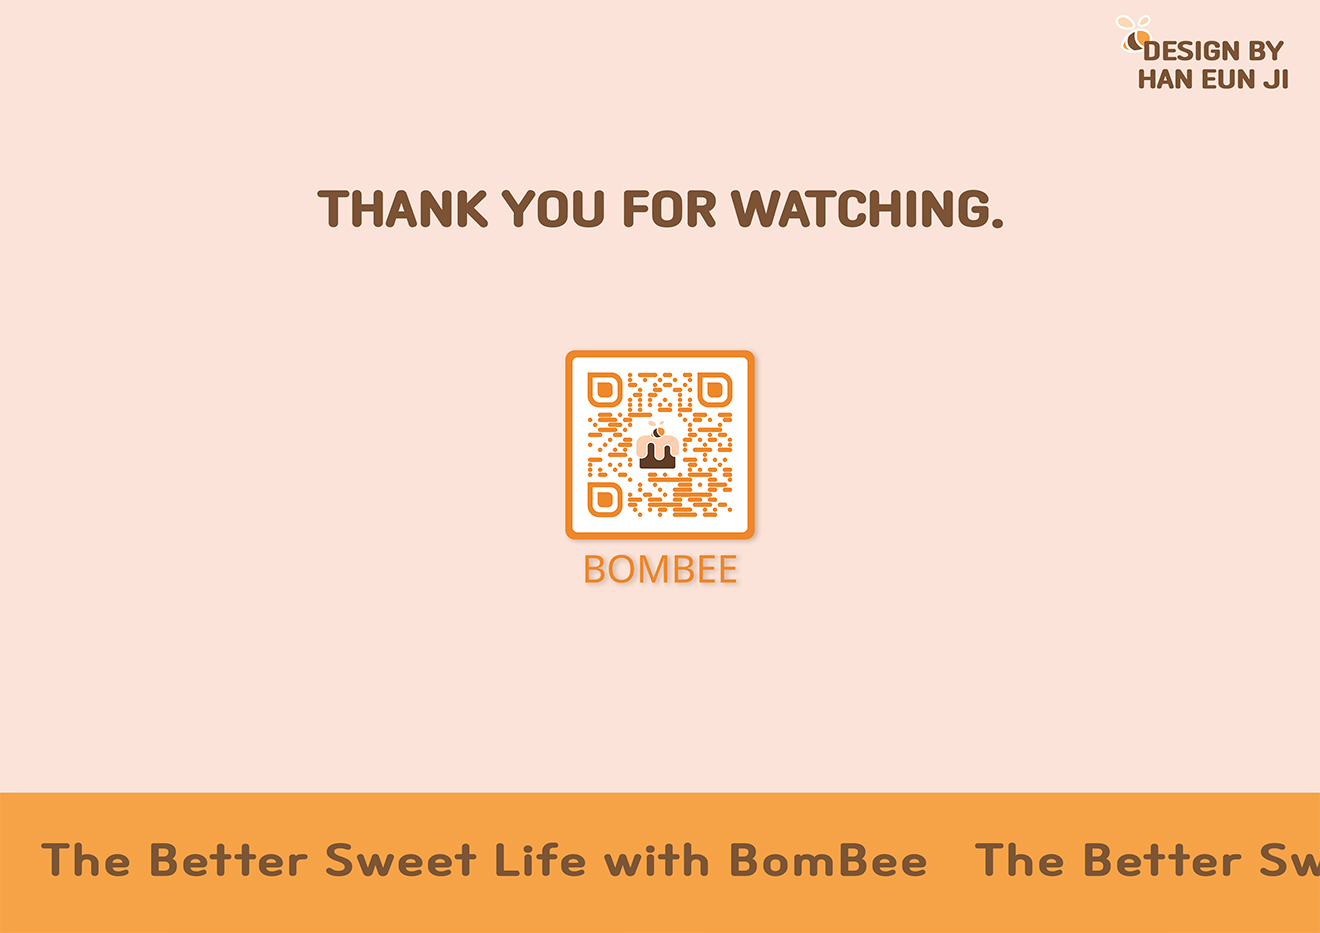 DESIGN BY
HAN EUN JI
THANK YOU FOR WATCHING.
BOMBEE
The Better Sweet Life with BomBee The Better Sw